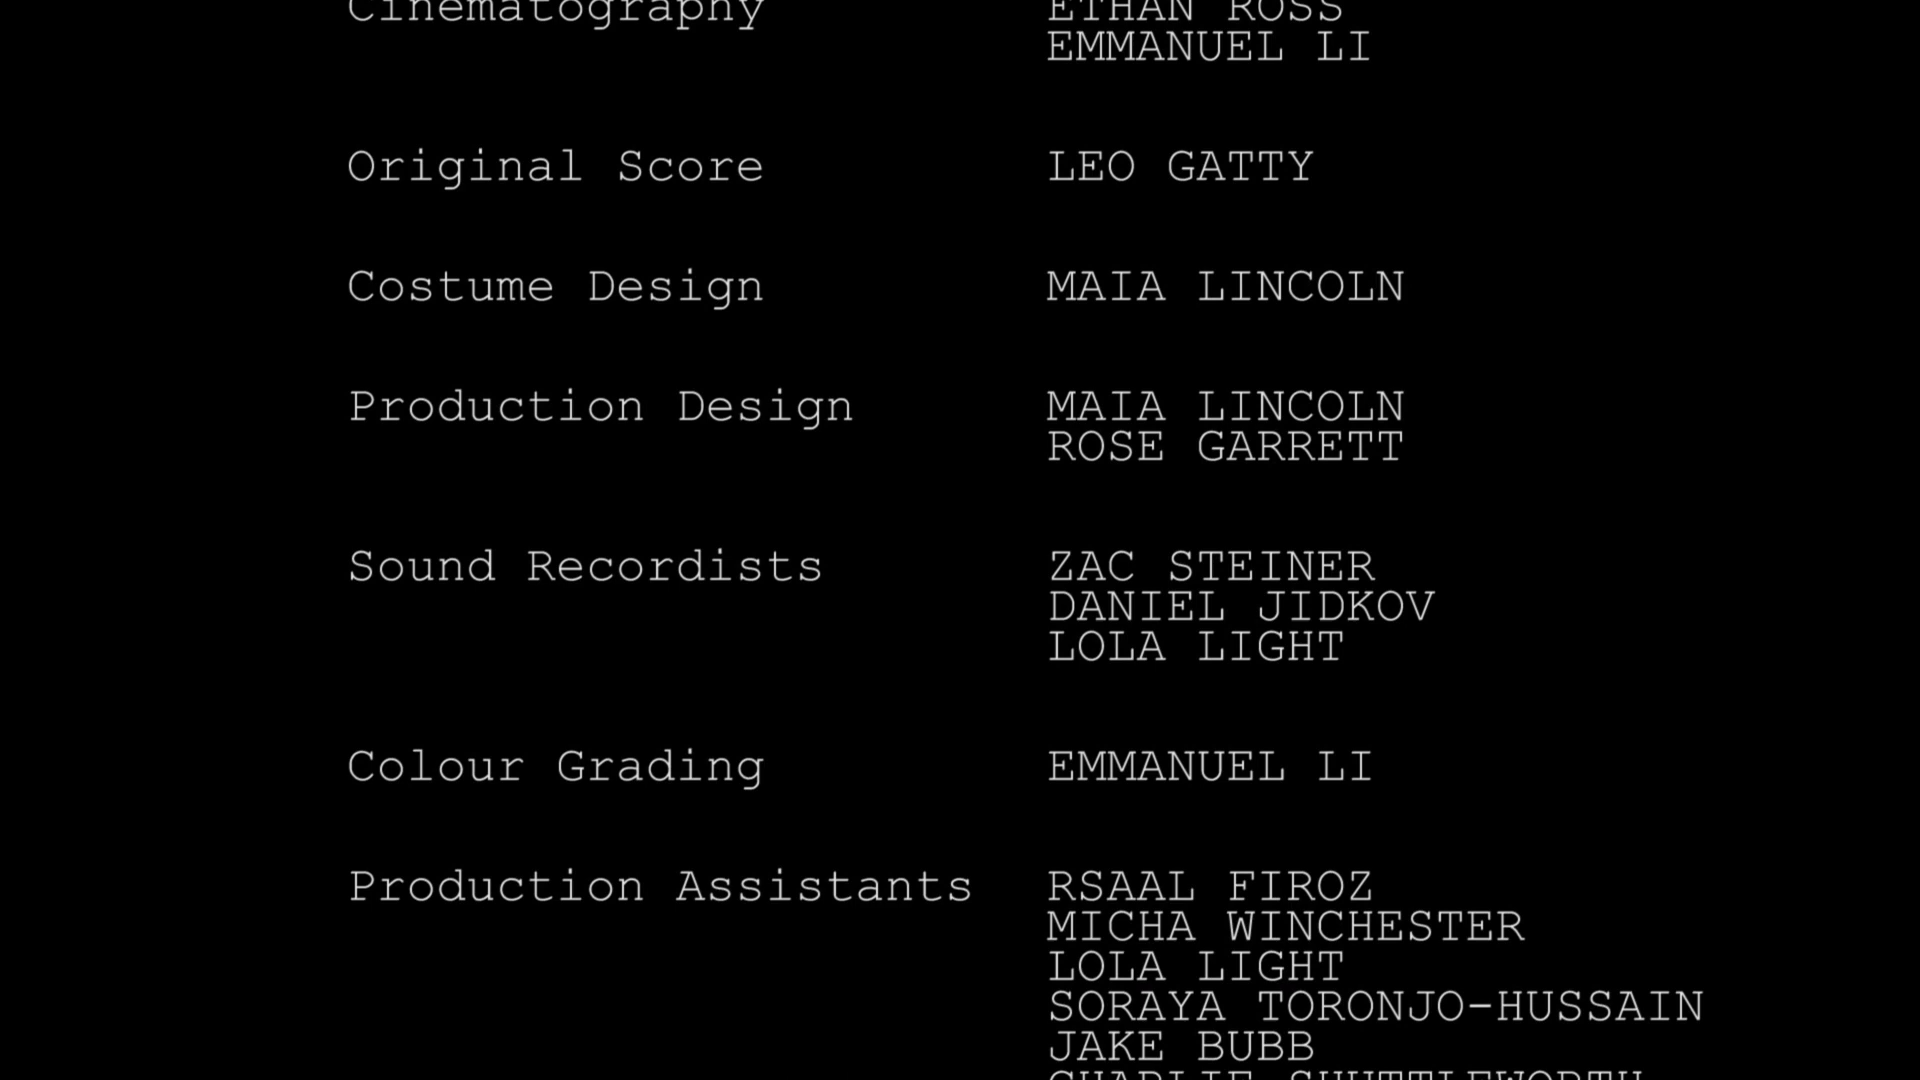 Cinematography ETHAN ROSS
EMMANUEL LI
Original Score LEO GATTY
Costume Design MAIA LINCOLN
Production Design MAIA LINCOLN
ROSE GARRETT
Sound Recordists ZAC STEINER
DANIEL JIDKOV
LOLA LIGHT
Colour Grading EMMANUEL LI
Production Assistants RSAAL FIROZ
MICHA WINCHESTER
LOLA LIGHT
SORAYA TORONJO-HUSSAIN
JAKE BUBB
CHARLIE SHUTTLEWORTH